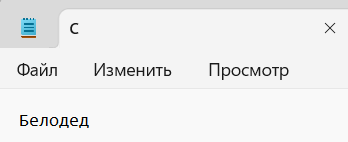 С
Файл Изменить Просмотр
Белодед